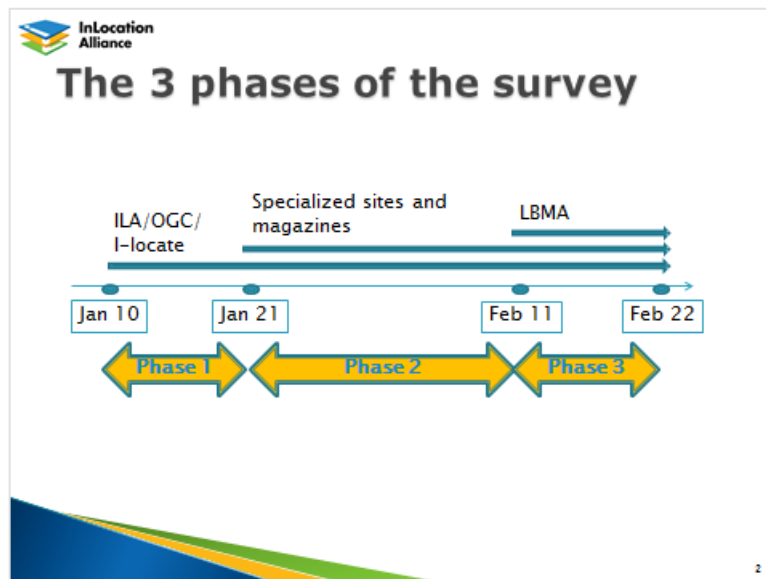 InLocation
Alliance
The 3 phases of the survey
ILA/OGC/
I-locate
Specialized sites and
magazines
LBMA
Jan 10
Jan 21
Feb 11
Feb 22
Phase 1
Phase 2
Phase 3
2